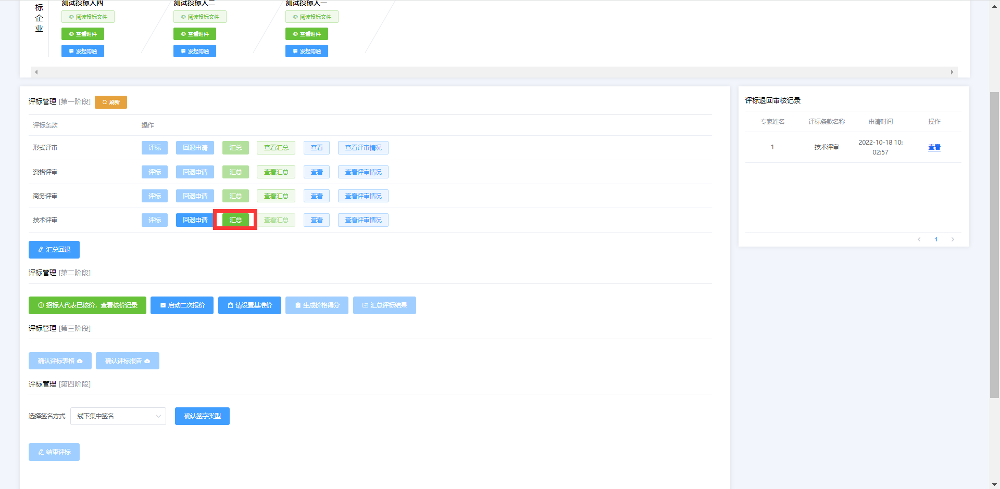 标
企
业
测试投标人四
测试投标人二
测试投标人一
阅读投标文件
阅读投标文件
阅读投标文件
查看附件
查看附件
查看附件
发起沟通
发起沟通
发起沟通
评标管理 [第一阶段] 刷新
评标条款 操作
形式评审 评标 回退申请 汇总 查看汇总 查看 查看评审情况
资格评审 评标 回退申请 汇总 查看汇总 查看 查看评审情况
商务评审 评标 回退申请 汇总 查看汇总 查看 查看评审情况
技术评审 评标 回退申请 汇总 查看汇总 查看 查看评审情况
汇总回退
评标管理 [第二阶段]
招标人代表已核价，查看核价记录 启动二次报价 请设置基准价 生成价格得分 汇总评标结果
评标管理 [第三阶段]
确认评标表格 确认评标报告
评标管理 [第四阶段]
选择签名方式 线下集中签名 确认签字类型
结束评标
评标退回审核记录
专家姓名 评标条款名称 申请时间 操作
1 技术评审 2022-10-18 10:
02:57 查看
1